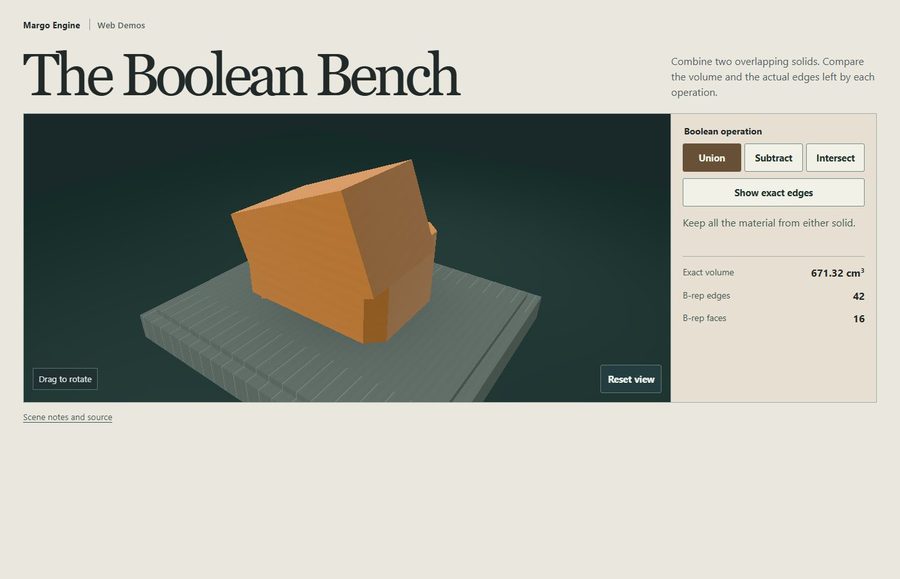 Margo Engine | Web Demos
The Boolean Bench
Combine two overlapping solids. Compare
the volume and the actual edges left by each
operation.
Boolean operation
Union Subtract Intersect
Show exact edges
Keep all the material from either solid.
Exact volume 671.32 cm³
B-rep edges 42
B-rep faces 16
Drag to rotate
Reset view
Scene notes and source